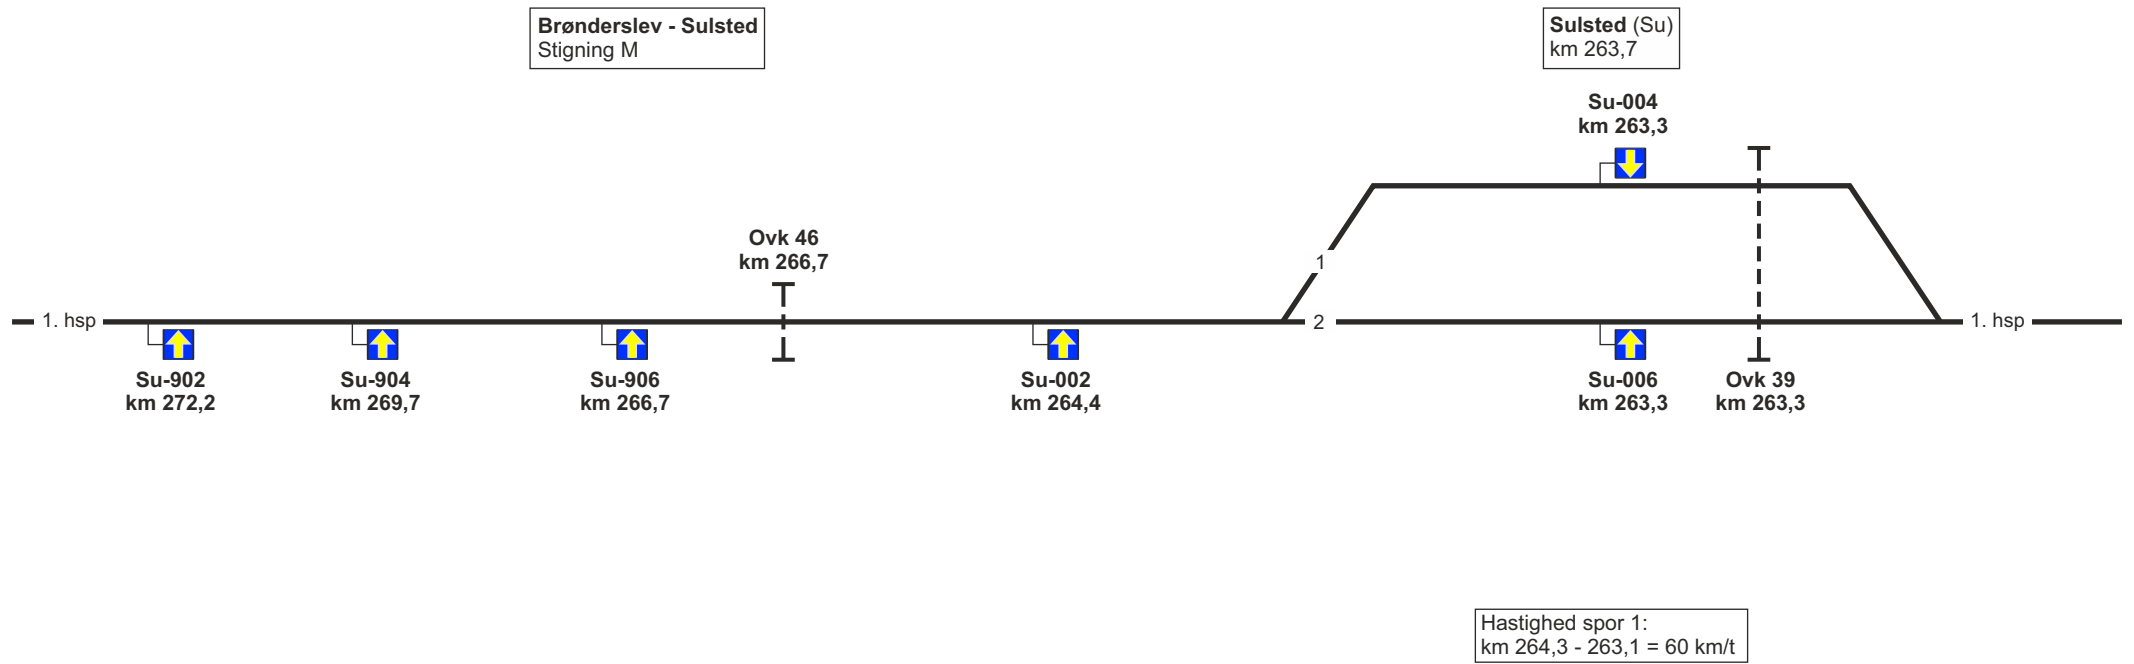 Brønderslev - Sulsted
Stigning M
Sulsted (Su)
km 263,7
Su-004
km 263,3
Ovk 46
km 266,7
1
1. hsp
2
1. hsp
Su-902
km 272,2
Su-904
km 269,7
Su-906
km 266,7
Su-002
km 264,4
Su-006
km 263,3
Ovk 39
km 263,3
Hastighed spor 1:
km 264,3 - 263,1 = 60 km/t